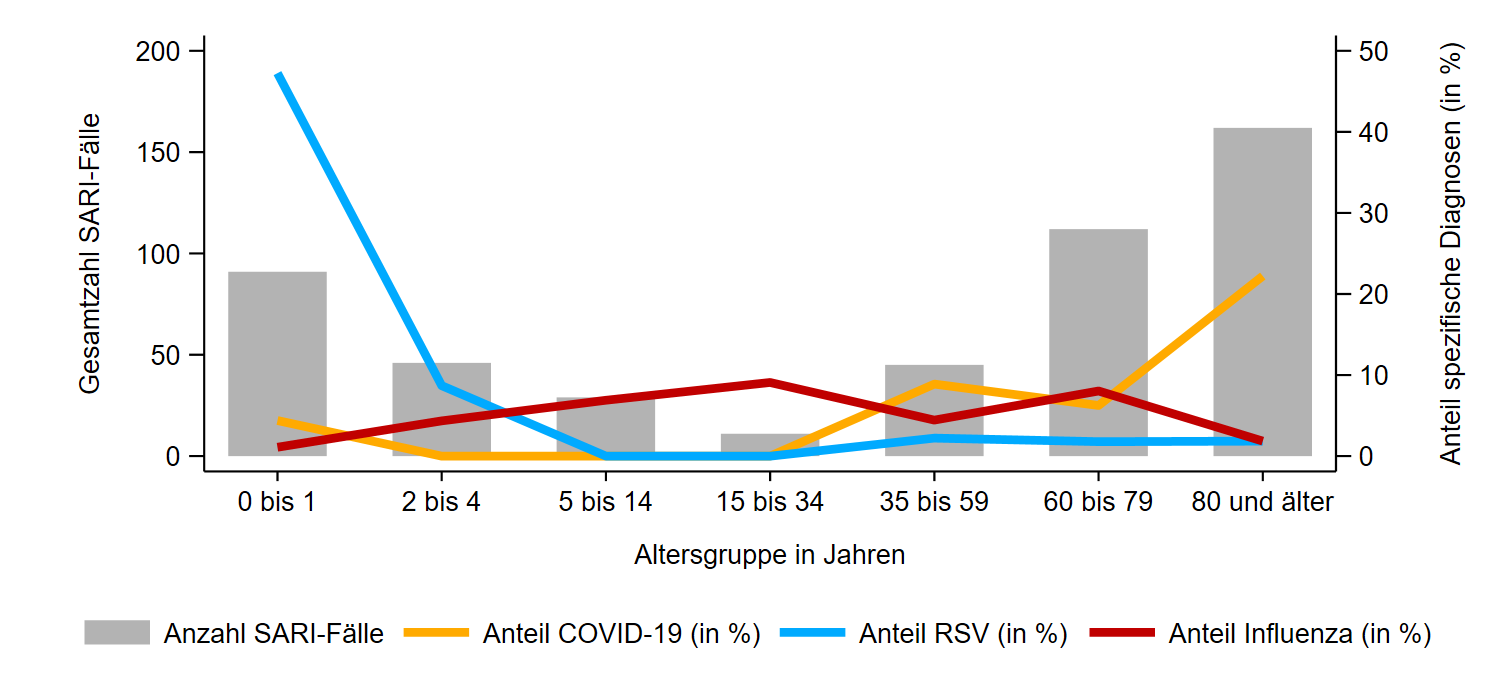 Gesamtzahl SARI-Fälle
200
150
100
50
0
50
40
30
20
10
0
Anteil spezifische Diagnosen (in %)
0 bis 1
2 bis 4
5 bis 14
15 bis 34
35 bis 59
60 bis 79
80 und älter
Altersgruppe in Jahren
Anzahl SARI-Fälle
Anteil COVID-19 (in %)
Anteil RSV (in %)
Anteil Influenza (in %)